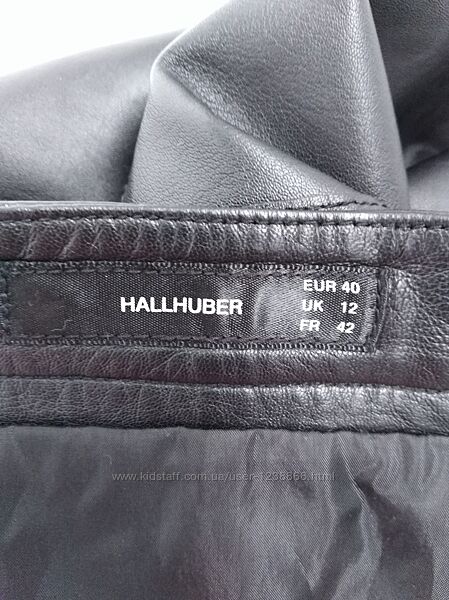 HALLHUBER
EUR 40
UK 12
FR 42
www.kidstaff.com.ua/user-1238866.html